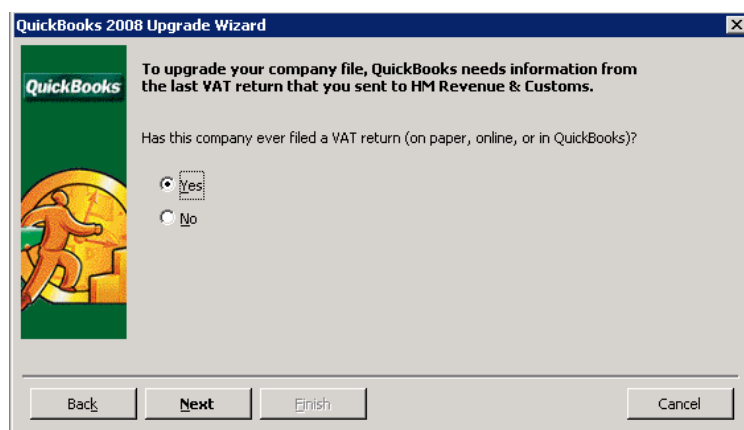 QuickBooks 2008 Upgrade Wizard
QuickBooks
To upgrade your company file, QuickBooks needs information from
the last VAT return that you sent to HM Revenue & Customs.
Has this company ever filed a VAT return (on paper, online, or in QuickBooks)?
Yes
No
Back
Next
Finish
Cancel